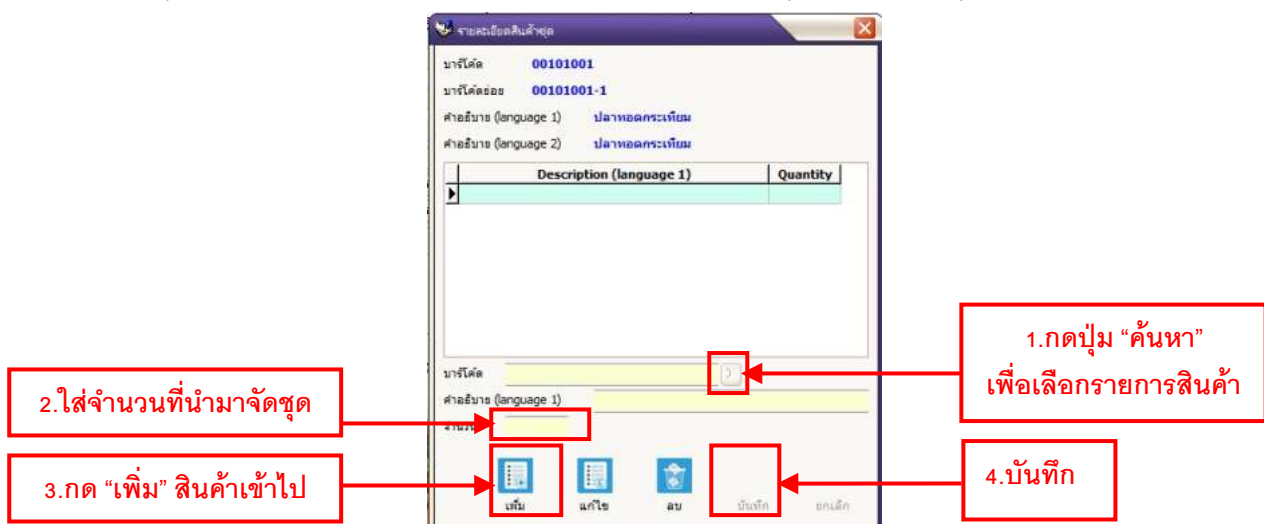 รายละเอียดสินค้าชุด
บาร์โค้ด 00101001
บาร์โค้ดย่อย 00101001-1
คำอธิบาย (language 1) ปลาทอดกระเทียม
คำอธิบาย (language 2) ปลาทอดกระเทียม
Description (language 1) Quantity
1.กดปุ่ม “ค้นหา”
เพื่อเลือกรายการสินค้า
บาร์โค้ด
คำอธิบาย (language 1)
2.ใส่จำนวนที่นำมาจัดชุด
3.กด “เพิ่ม” สินค้าเข้าไป
4.บันทึก
เพิ่ม แก้ไข ลบ บันทึก ยกเลิก